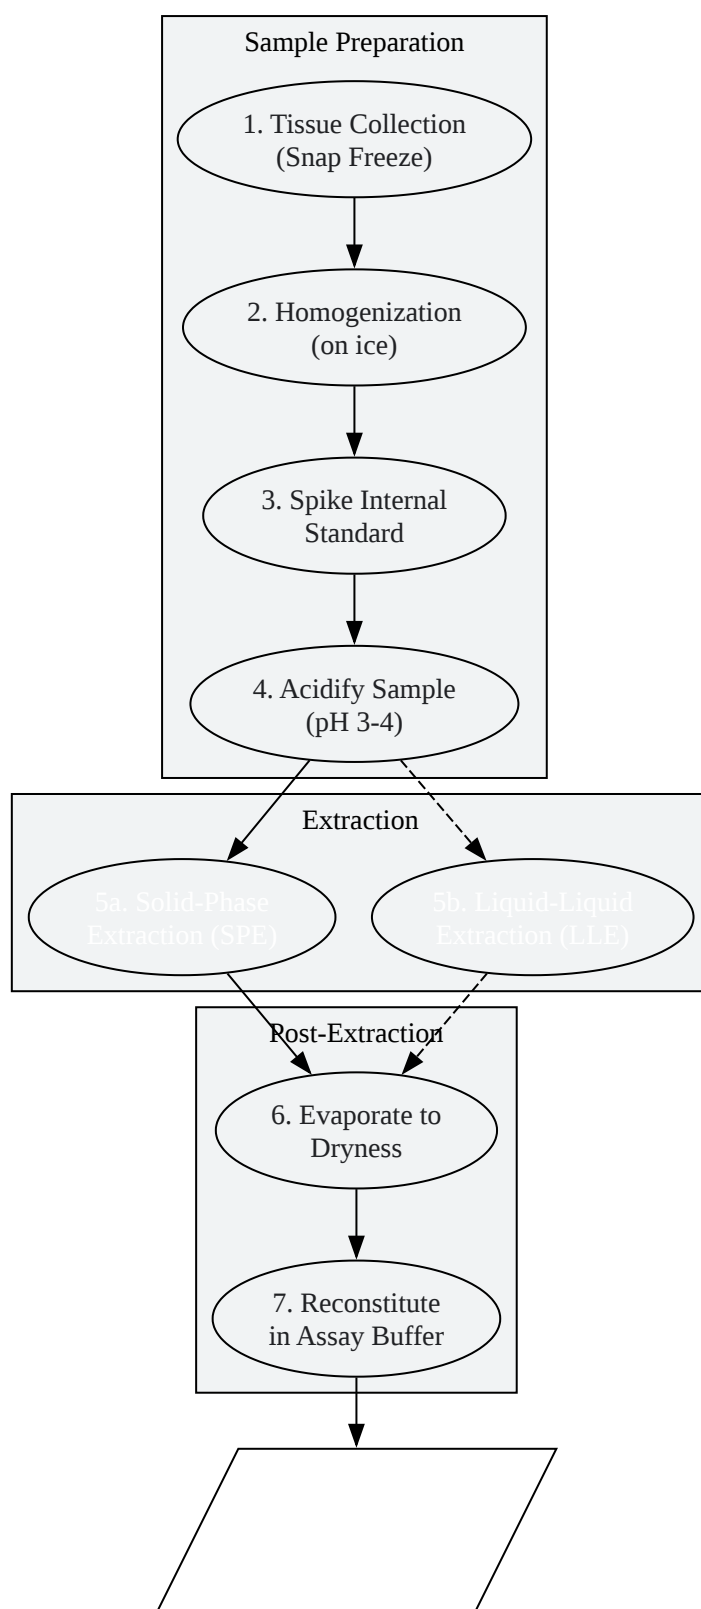 Sample Preparation
1. Tissue Collection
(Snap Freeze)
2. Homogenization
(on ice)
3. Spike Internal
Standard
4. Acidify Sample
(pH 3-4)
Extraction
5a. Solid-Phase
Extraction (SPE)
5b. Liquid-Liquid
Extraction (LLE)
Post-Extraction
6. Evaporate to
Dryness
7. Reconstitute
in Assay Buffer